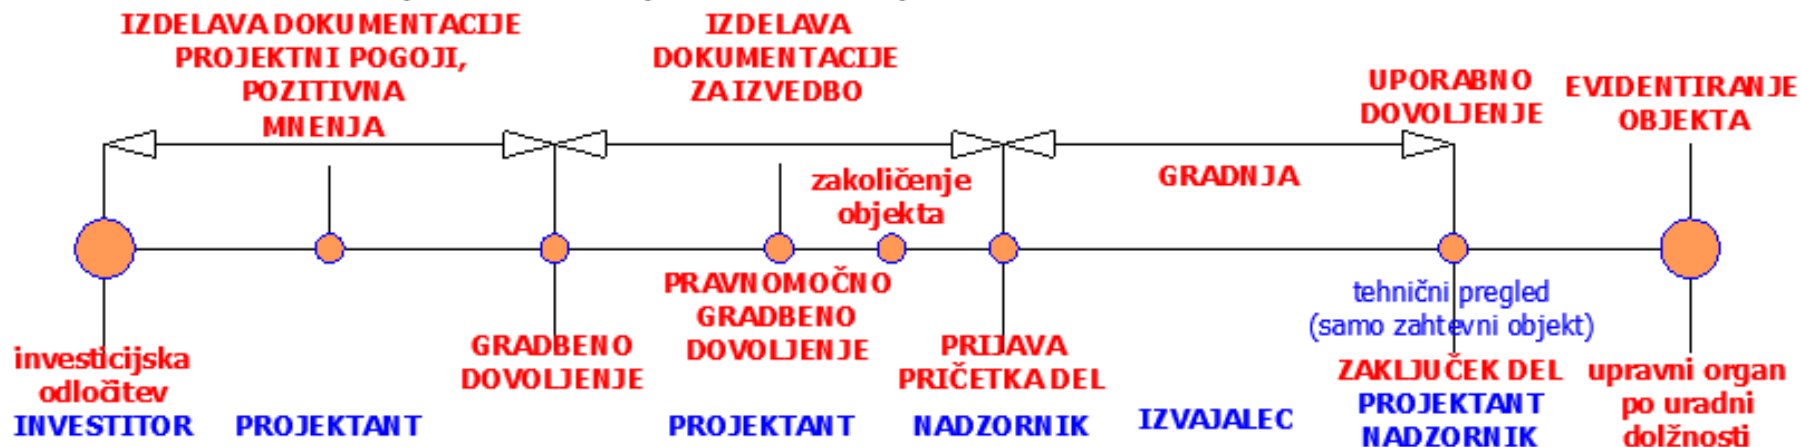 IZDELAVA DOKUMENTACIJE
PROJEKTNI POGOJI,
POZITIVNA
MNENJA
IZDELAVA
DOKUMENTACIJE
ZA IZVEDBO
UPORABNO
DOVOLJENJE
EVIDENTIRANJE
OBJEKTA
zakoličenje
objekta
GRADNJA
investicijska
odločitev
INVESTITOR
PROJEKTANT
GRADBENO
DOVOLJENJE
PRAVNOMOČNO
GRADBENO
DOVOLJENJE
PROJEKTANT
PRIJAVA
PRIČETKA DEL
NADZORNIK
IZVAJALEC
tehnični pregled
(samo zahtevni objekt)
ZAKLJUČEK DEL
PROJEKTANT
NADZORNIK
upravni organ
po uradni
dolžnosti